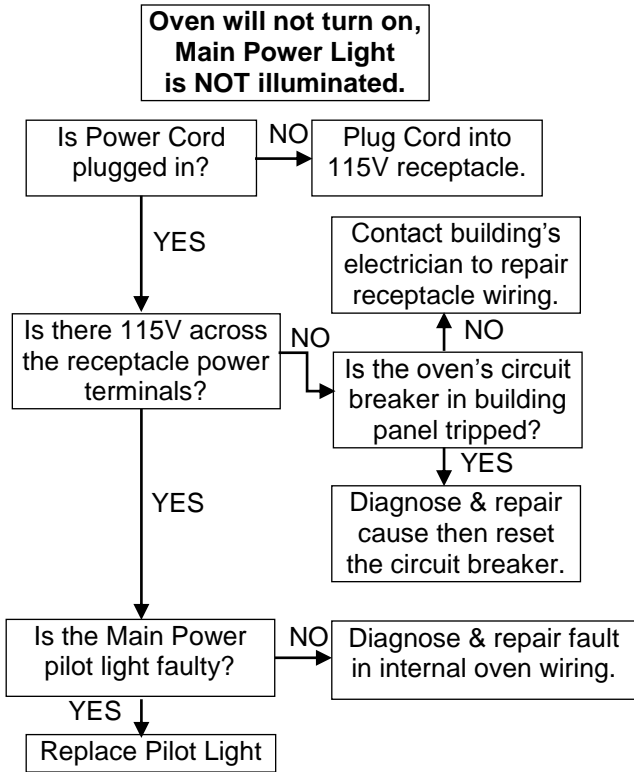 Oven will not turn on,
Main Power Light
is NOT illuminated.
Is Power Cord
plugged in?
NO
Plug Cord into
115V receptacle.
YES
Contact building's
electrician to repair
receptacle wiring.
NO
Is there 115V across
the receptacle power
terminals?
NO
Is the oven's circuit
breaker in building
panel tripped?
YES
Diagnose & repair
cause then reset
the circuit breaker.
YES
Is the Main Power
pilot light faulty?
NO
Diagnose & repair fault
in internal oven wiring.
YES
Replace Pilot Light